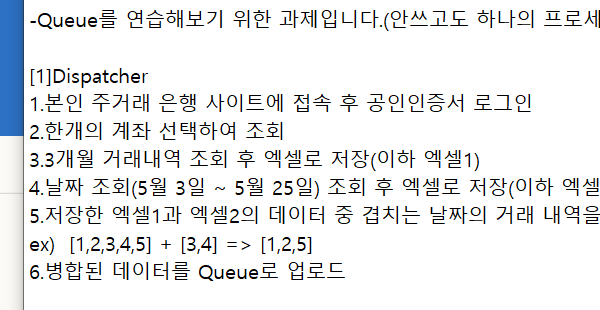 -Queue를 연습해보기 위한 과제입니다.(안쓰고도 하나의 프로세
[1]Dispatcher
1.본인 주거래 은행 사이트에 접속 후 공인인증서 로그인
2.한개의 계좌 선택하여 조회
3.3개월 거래내역 조회 후 엑셀로 저장(이하 엑셀1)
4.날짜 조회(5월 3일 ~ 5월 25일) 조회 후 엑셀로 저장(이하 엑셀
5.저장한 엑셀1과 엑셀2의 데이터 중 겹치는 날짜의 거래 내역을
ex)  [1,2,3,4,5] + [3,4] => [1,2,5]
6.병합된 데이터를 Queue로 업로드